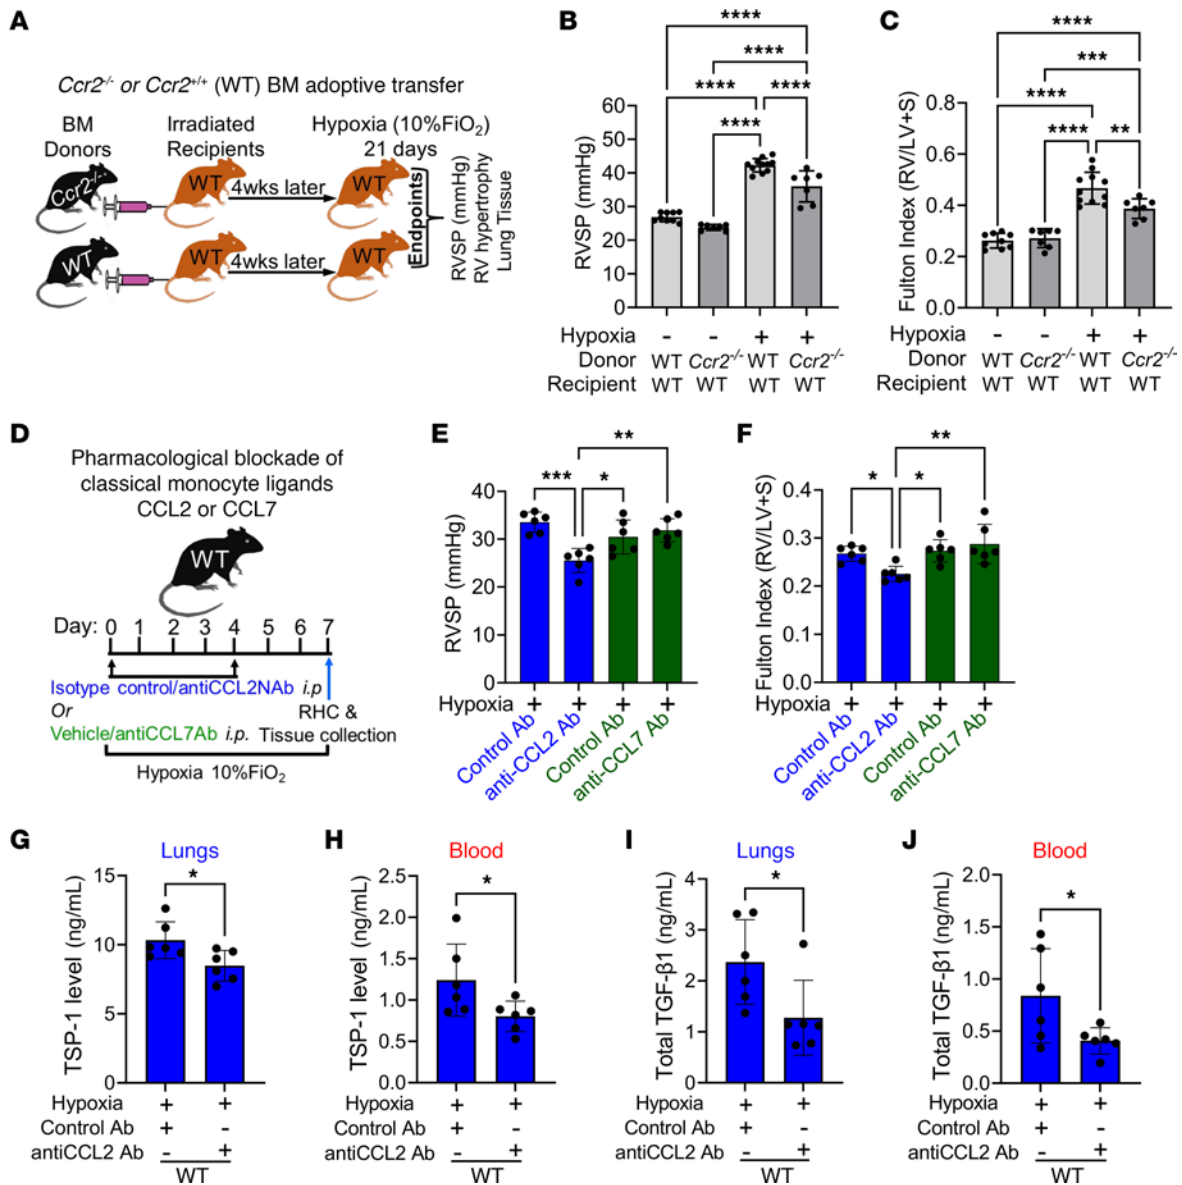 A
Ccr2-/- or Ccr2+/+ (WT) BM adoptive transfer
BM
Donors
Irradiated
Recipients
Hypoxia (10%FiO2)
21 days
Ccr2-/-
WT
4wks later
WT
WT
WT
4wks later
WT
Endpoints
RVSP (mmHg)
RV hypertrophy
Lung Tissue
B
****
****
**** ****
****
RVSP (mmHg)
60
40
30
20
10
0
Hypoxia - - + +
Donor WT Ccr2-/- WT Ccr2-/-
Recipient WT WT WT WT
C
****
***
****
**** **
Fulton Index (RV/LV+S)
0.8
0.6
0.4
0.2
0.0
Hypoxia - - + +
Donor WT Ccr2-/- WT Ccr2-/-
Recipient WT WT WT WT
D
Pharmacological blockade of
classical monocyte ligands
CCL2 or CCL7
WT
Day: 0 1 2 3 4 5 6 7
Isotype control/antiCCL2NAb i.p
Or
Vehicle/antiCCL7Ab i.p.
RHC &
Tissue collection
Hypoxia 10%FiO2
E
**
*** *
RVSP (mmHg)
40
30
20
10
0
Hypoxia + + + +
Control Ab
anti-CCL2 Ab
Control Ab
anti-CCL7 Ab
F
**
* *
Fulton Index (RV/LV+S)
0.4
0.3
0.2
0.1
0.0
Hypoxia + + + +
Control Ab
anti-CCL2 Ab
Control Ab
anti-CCL7 Ab
G
Lungs
*
TSP-1 level (ng/mL)
15
10
5
0
Hypoxia + +
Control Ab + -
antiCCL2 Ab - +
WT
H
Blood
*
TSP-1 level (ng/mL)
2.5
2.0
1.5
1.0
0.5
0.0
Hypoxia + +
Control Ab + -
antiCCL2 Ab - +
WT
I
Lungs
*
Total TGF-β1 (ng/mL)
4
3
2
1
0
Hypoxia + +
Control Ab + -
antiCCL2 Ab - +
WT
J
Blood
*
Total TGF-β1 (ng/mL)
2.0
1.5
1.0
0.5
0.0
Hypoxia + +
Control Ab + -
antiCCL2 Ab - +
WT